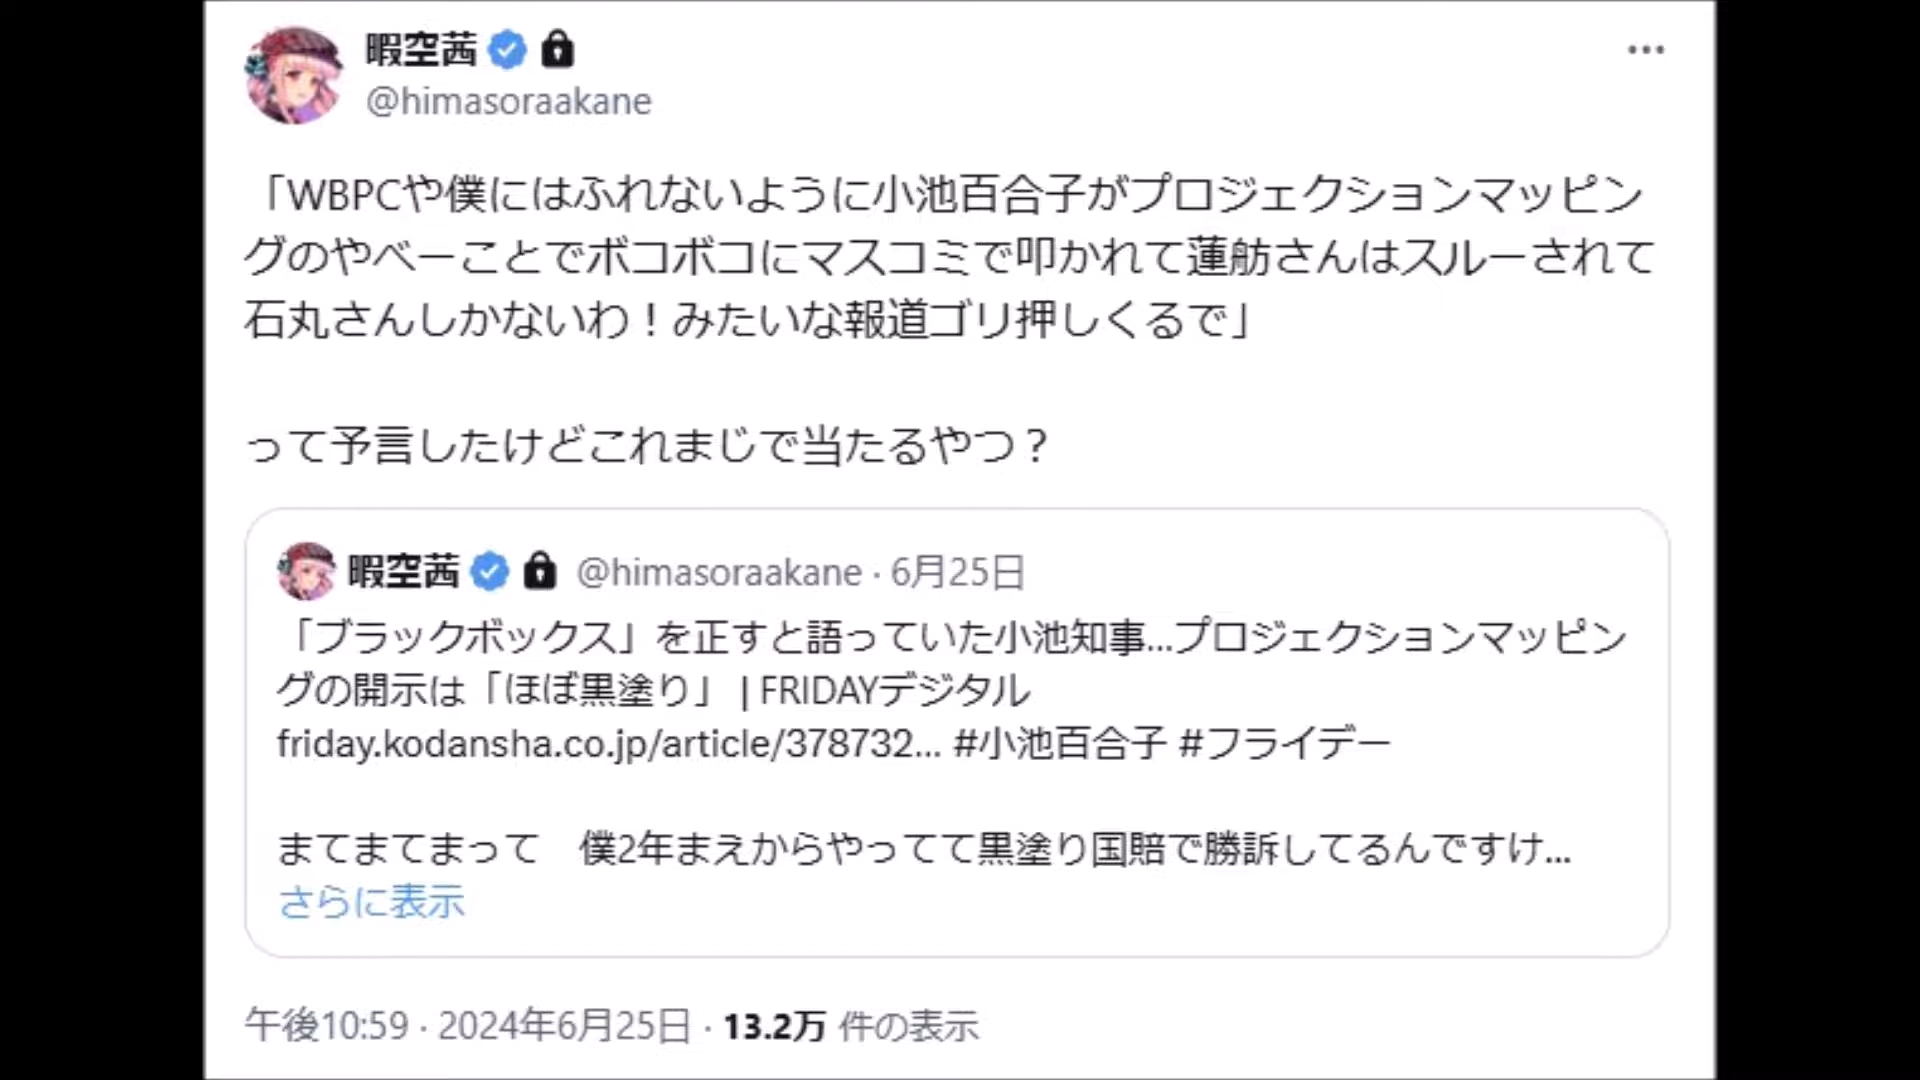 暇空茜
@himasoraakane
「WBPCや僕にはふれないように小池百合子がプロジェクションマッピン
グのやべーことでボコボコにマスコミで叩かれて蓮舫さんはスルーされて
石丸さんしかないわ！みたいな報道ゴリ押しくるで」
って予言したけどこれまじで当たるやつ？
暇空茜 @himasoraakane · 6月25日
「ブラックボックス」を正すと語っていた小池知事...プロジェクションマッピン
グの開示は「ほぼ黒塗り」 | FRIDAYデジタル
friday.kodansha.co.jp/article/378732... #小池百合子 #フライデー
まてまてまって　僕2年まえからやってて黒塗り国賠で勝訴してるんですけ...
さらに表示
午後10:59 · 2024年6月25日 · 13.2万 件の表示